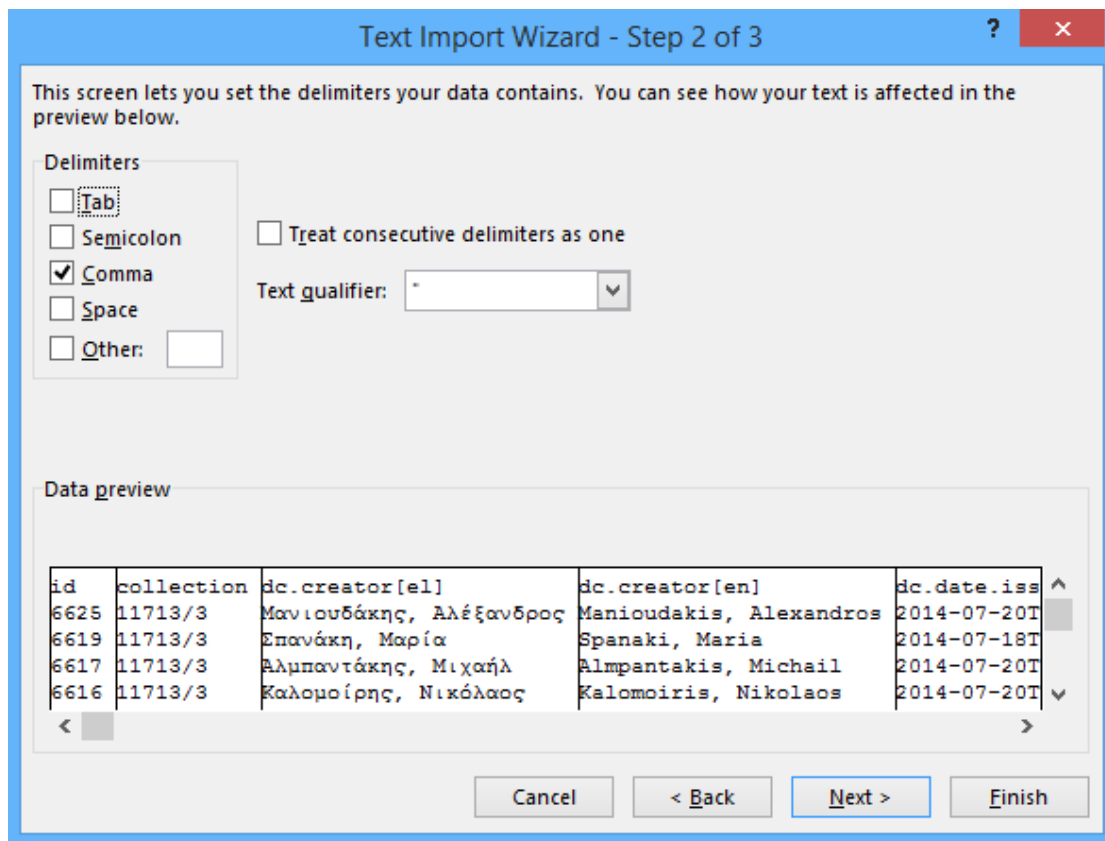 Text Import Wizard - Step 2 of 3
?
This screen lets you set the delimiters your data contains. You can see how your text is affected in the
preview below.
Delimiters
Tab
Semicolon
Comma
Space
Other:
Treat consecutive delimiters as one
Text qualifier: "
Data preview
id collection dc.creator[el] dc.creator[en] dc.date.iss
6625 11713/3 Μανιουδάκης, Αλέξανδρος Manioudakis, Alexandros 2014-07-20T
6619 11713/3 Σπανάκη, Μαρία Spanaki, Maria 2014-07-18T
6617 11713/3 Αλμπαντάκης, Μιχαήλ Almpantakis, Michail 2014-07-20T
6616 11713/3 Καλομοίρης, Νικόλαος Kalomoiris, Nikolaos 2014-07-20T
Cancel < Back Next > Finish